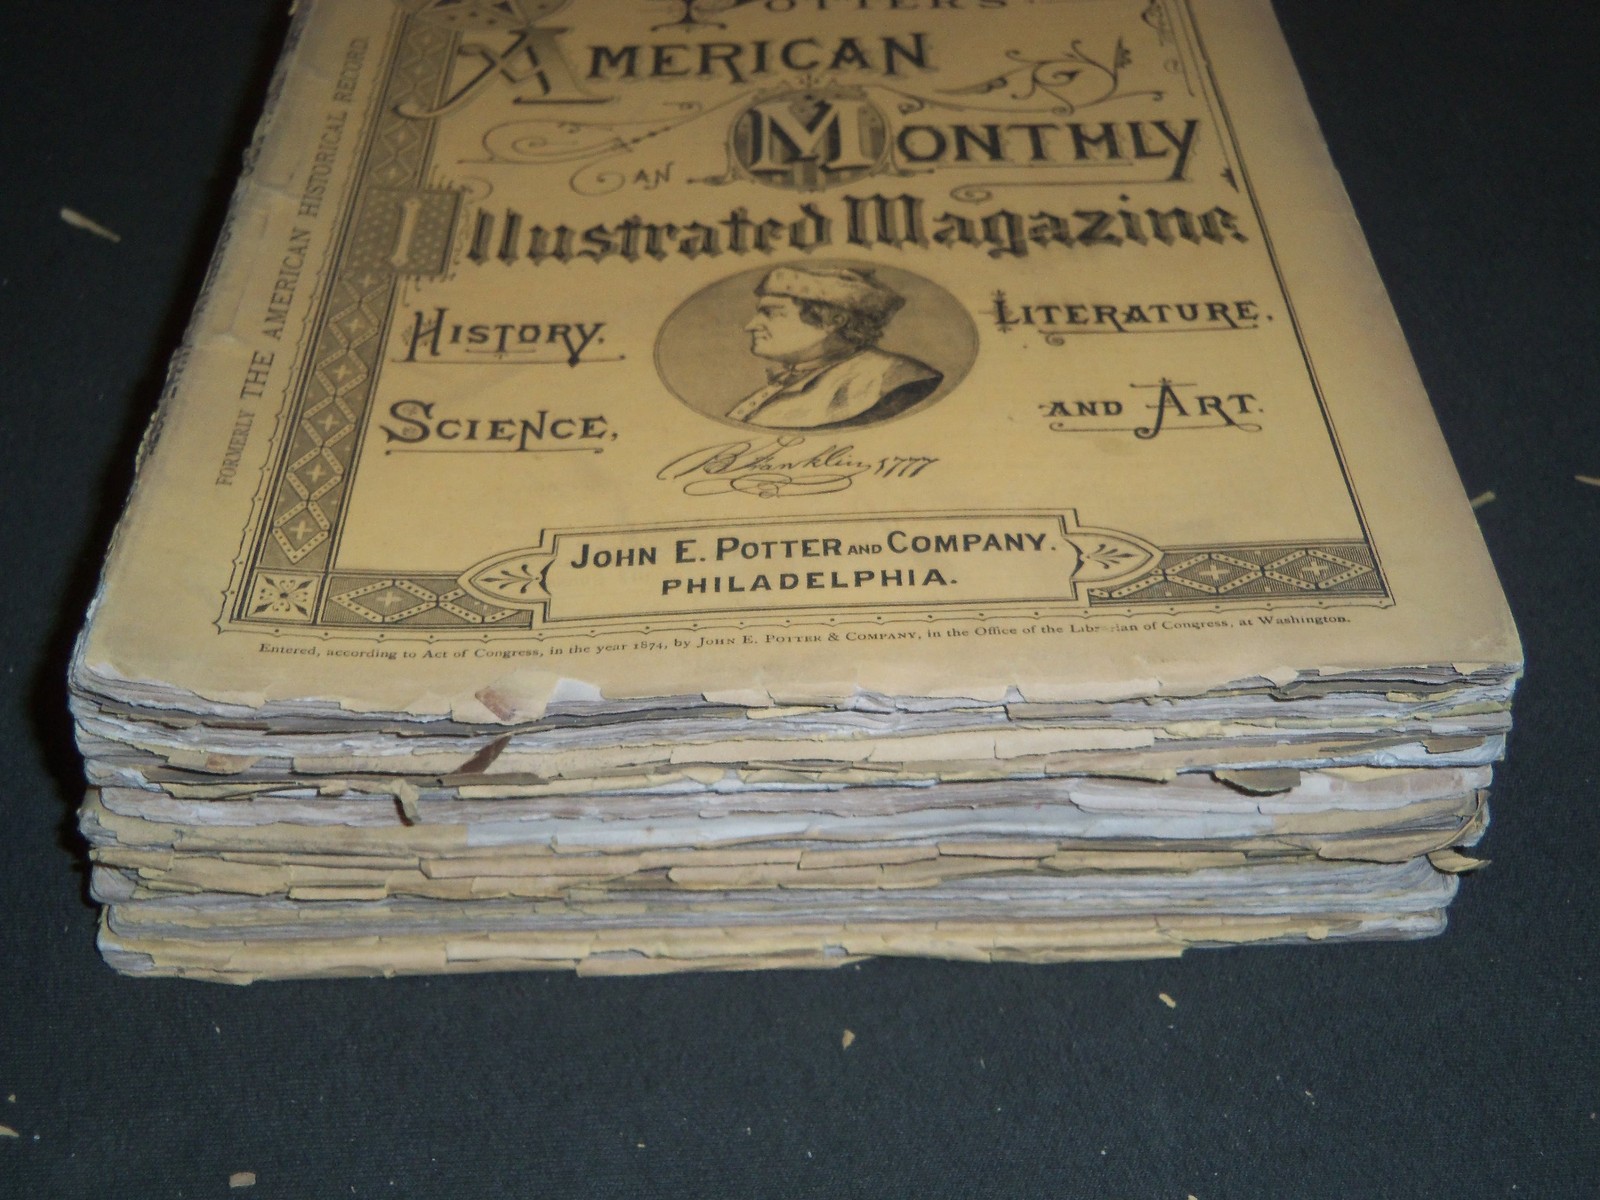 POTTER'S
AMERICAN
MONTHLY
AN
Illustrated Magazine
HISTORY.
LITERATURE.
SCIENCE,
AND ART.
B Franklin 1777
JOHN E. POTTER AND COMPANY.
PHILADELPHIA.
Entered, according to Act of Congress, in the year 1874, by JOHN E. POTTER & COMPANY, in the Office of the Librarian of Congress, at Washington.
FORMERLY THE AMERICAN HISTORICAL RECORD